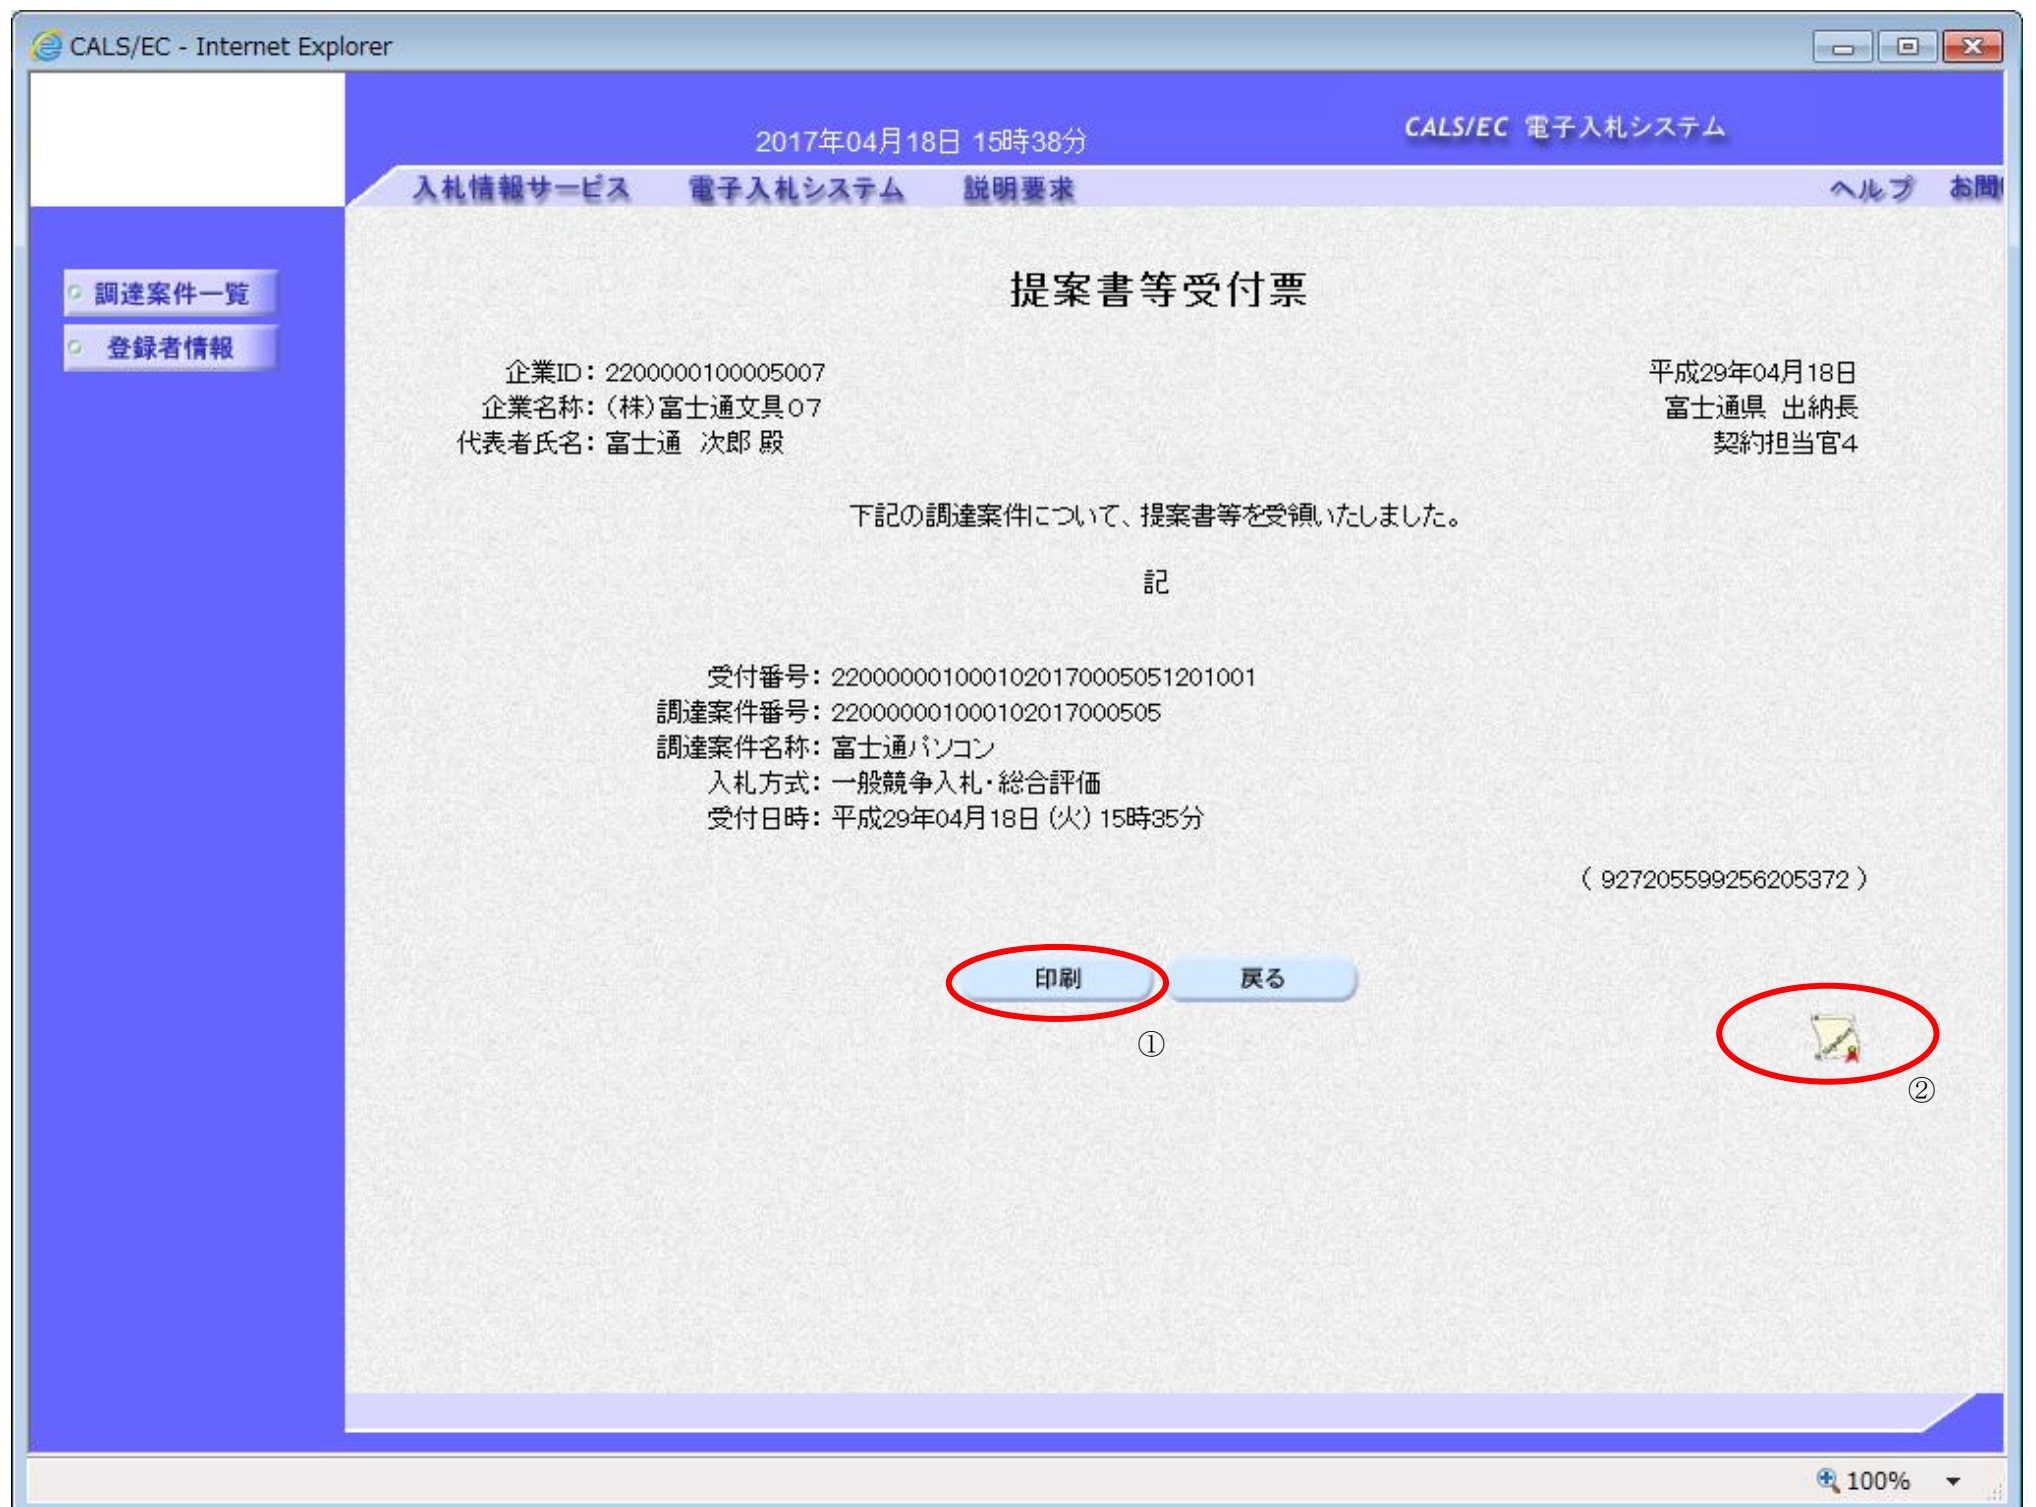 CALS/EC - Internet Explorer
2017年04月18日 15時38分
CALS/EC 電子入札システム
入札情報サービス 電子入札システム 説明要求 ヘルプ お問
調達案件一覧
登録者情報
提案書等受付票
企業ID：2200000100005007
企業名称：（株）富士通文具０７
代表者氏名：富士通　次郎 殿
平成29年04月18日
富士通県 出納長
契約担当官4
下記の調達案件について、提案書等を受領いたしました。
記
受付番号：2200000010001020170005051201001
調達案件番号：220000001000102017000505
調達案件名称：富士通パソコン
入札方式：一般競争入札・総合評価
受付日時：平成29年04月18日（火）15時35分
（ 9272055992562053​72 ）
印刷 戻る
①
②
100%